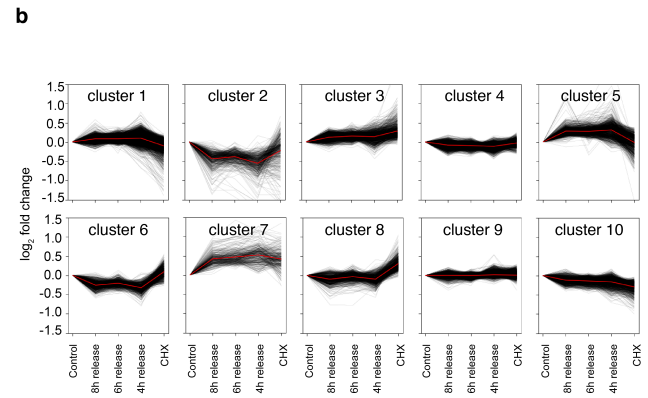 b
cluster 1 cluster 2 cluster 3 cluster 4 cluster 5
1.5
1.0
0.5
0.0
-0.5
-1.0
-1.5
log2 fold change
cluster 6 cluster 7 cluster 8 cluster 9 cluster 10
1.5
1.0
0.5
0.0
-0.5
-1.0
-1.5
Control 8h release 6h release 4h release CHX Control 8h release 6h release 4h release CHX Control 8h release 6h release 4h release CHX Control 8h release 6h release 4h release CHX Control 8h release 6h release 4h release CHX